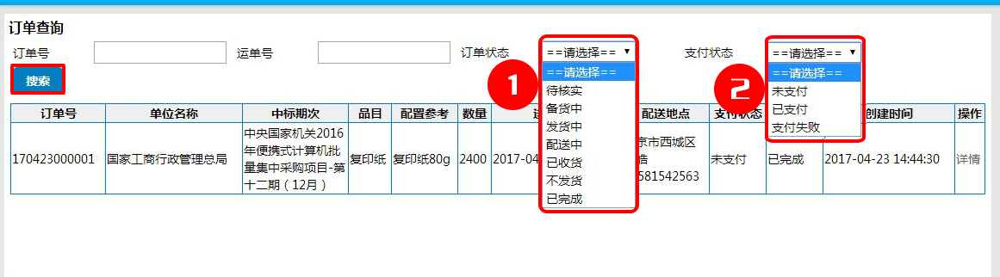 订单查询
订单号 运单号 订单状态 ==请选择== 支付状态 ==请选择==
搜索
==请选择==
待核实
备货中
发货中
配送中
已收货
不发货
已完成
1
==请选择==
未支付
已支付
支付失败
2
订单号 单位名称 中标期次 品目 配置参考 数量 配送地点 支付状态 创建时间 操作
170423000001 国家工商行政管理总局
中央国家机关2016
年便携式计算机批
量集中采购项目-第
十二期（12月）
复印纸 复印纸80g 2400 2017-04
京市西城区
581542563
未支付 已完成 2017-04-23 14:44:30 详情